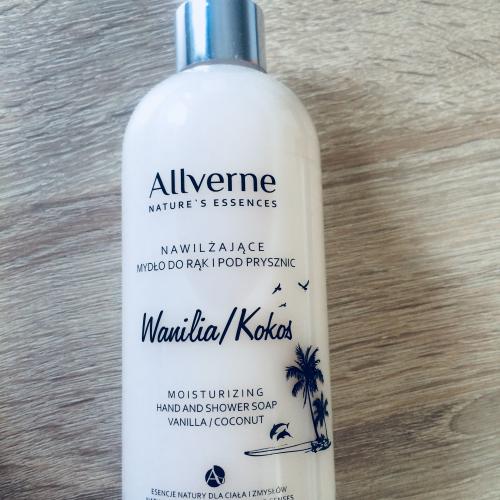 Allverne
NATURE'S ESSENCES
NAWILŻAJĄCE
MYDŁO DO RĄK I POD PRYSZNIC
Wanilia/Kokos
MOISTURIZING
HAND AND SHOWER SOAP
VANILLA / COCONUT
ESENCJE NATURY DLA CIAŁA I ZMYSŁÓW